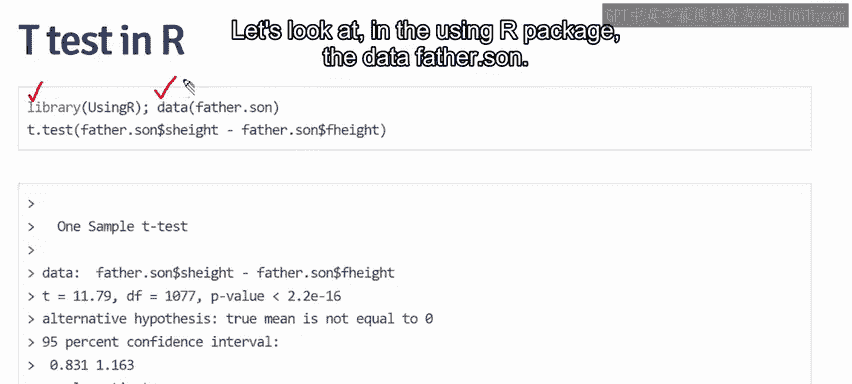 T test in R
Let's look at, in the using R package,
the data father.son.
library(UsingR); data(father.son)
t.test(father.son$sheight - father.son$fheight)
>
> One Sample t-test
>
> data: father.son$sheight - father.son$fheight
> t = 11.79, df = 1077, p-value < 2.2e-16
> alternative hypothesis: true mean is not equal to 0
> 95 percent confidence interval:
> 0.831 1.163